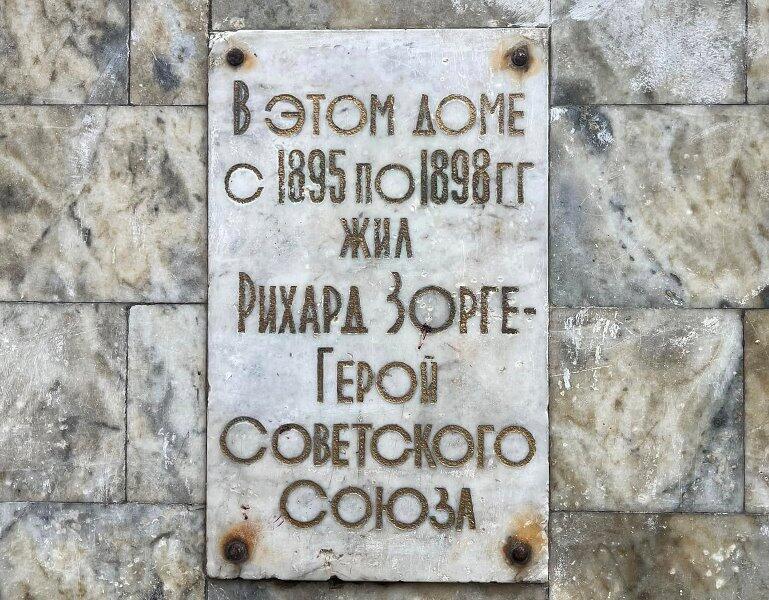 В этом доме
с 1895 по 1898 гг
жил
Рихард Зорге-
Герой
Советского
Союза